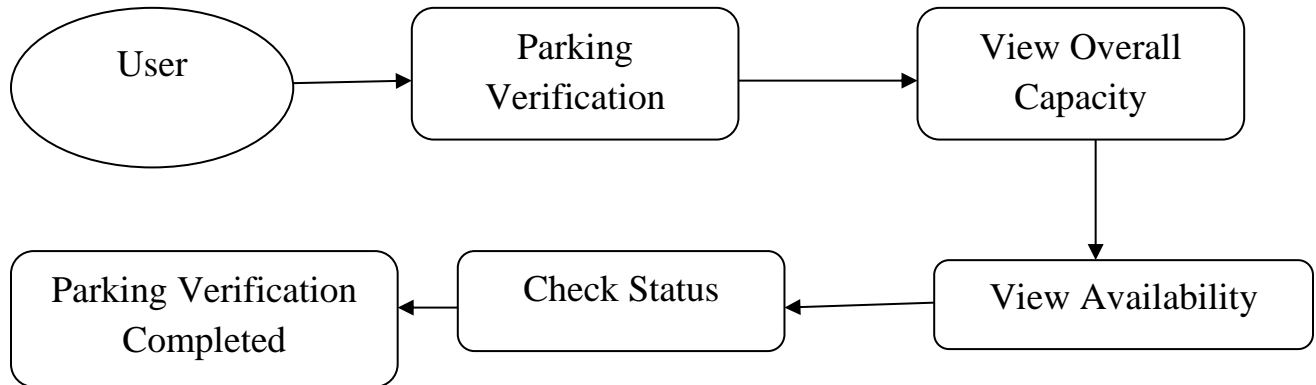 User
Parking
Verification
View Overall
Capacity
View Availability
Check Status
Parking Verification
Completed